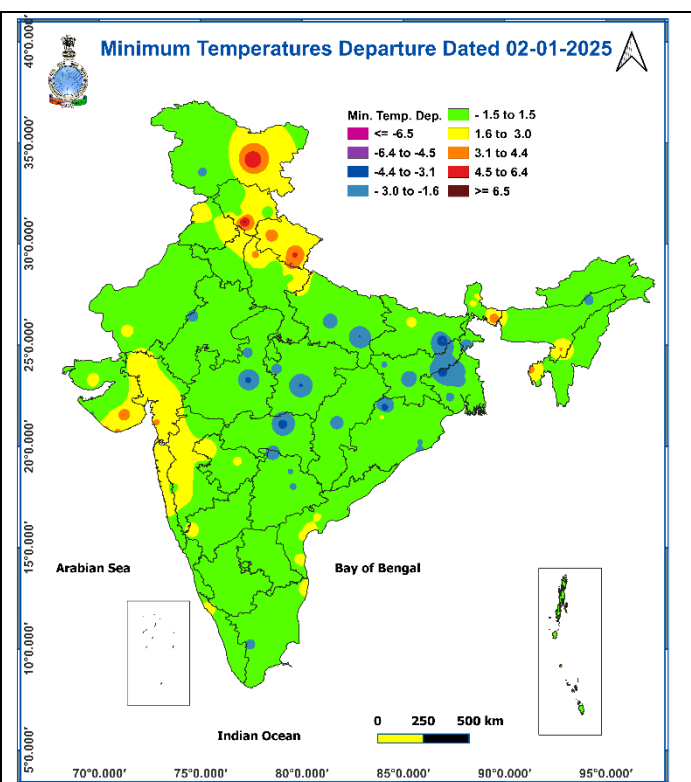 Minimum Temperatures Departure Dated 02-01-2025
Min. Temp. Dep.
<= -6.5
-6.4 to -4.5
-4.4 to -3.1
- 3.0 to -1.6
- 1.5 to 1.5
1.6 to 3.0
3.1 to 4.4
4.5 to 6.4
>= 6.5
40°0.000'
35°0.000'
30°0.000'
25°0.000'
20°0.000'
15°0.000'
10°0.000'
5°0.000'
Arabian Sea
Bay of Bengal
Indian Ocean
0 250 500 km
70°0.000' 75°0.000' 80°0.000' 85°0.000' 90°0.000' 95°0.000'